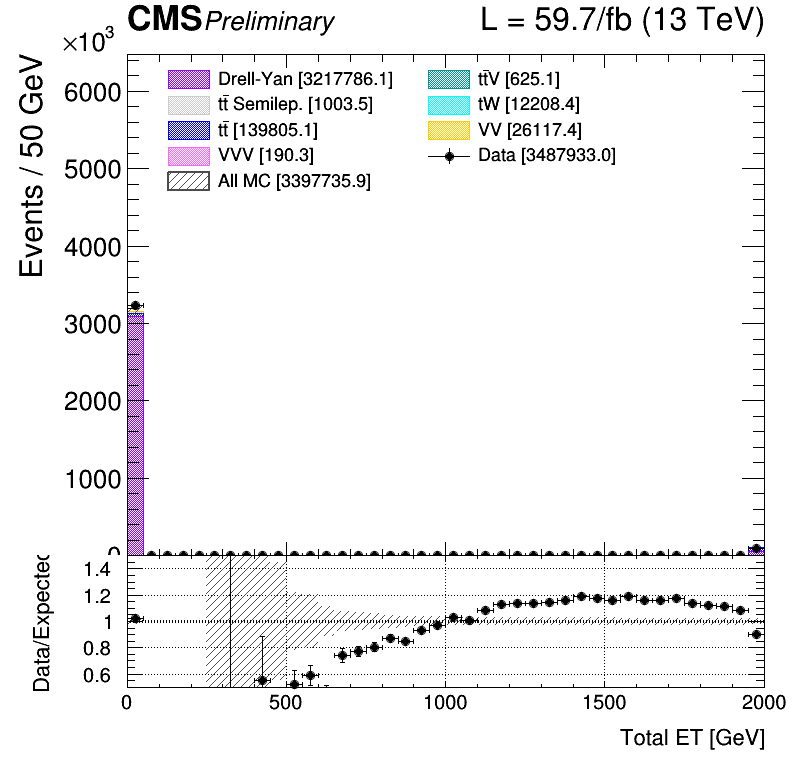 CMS Preliminary L = 59.7/fb (13 TeV)
×10³
Events / 50 GeV
Drell-Yan [3217786.1]
tt̄ Semilep. [1003.5]
tt̄ [139805.1]
VVV [190.3]
All MC [3397735.9]
tt̄V [625.1]
tW [12208.4]
VV [26117.4]
Data [3487933.0]
6000
5000
4000
3000
2000
1000
0
Data/Expected
1.4
1.2
1
0.8
0.6
0 500 1000 1500 2000
Total ET [GeV]